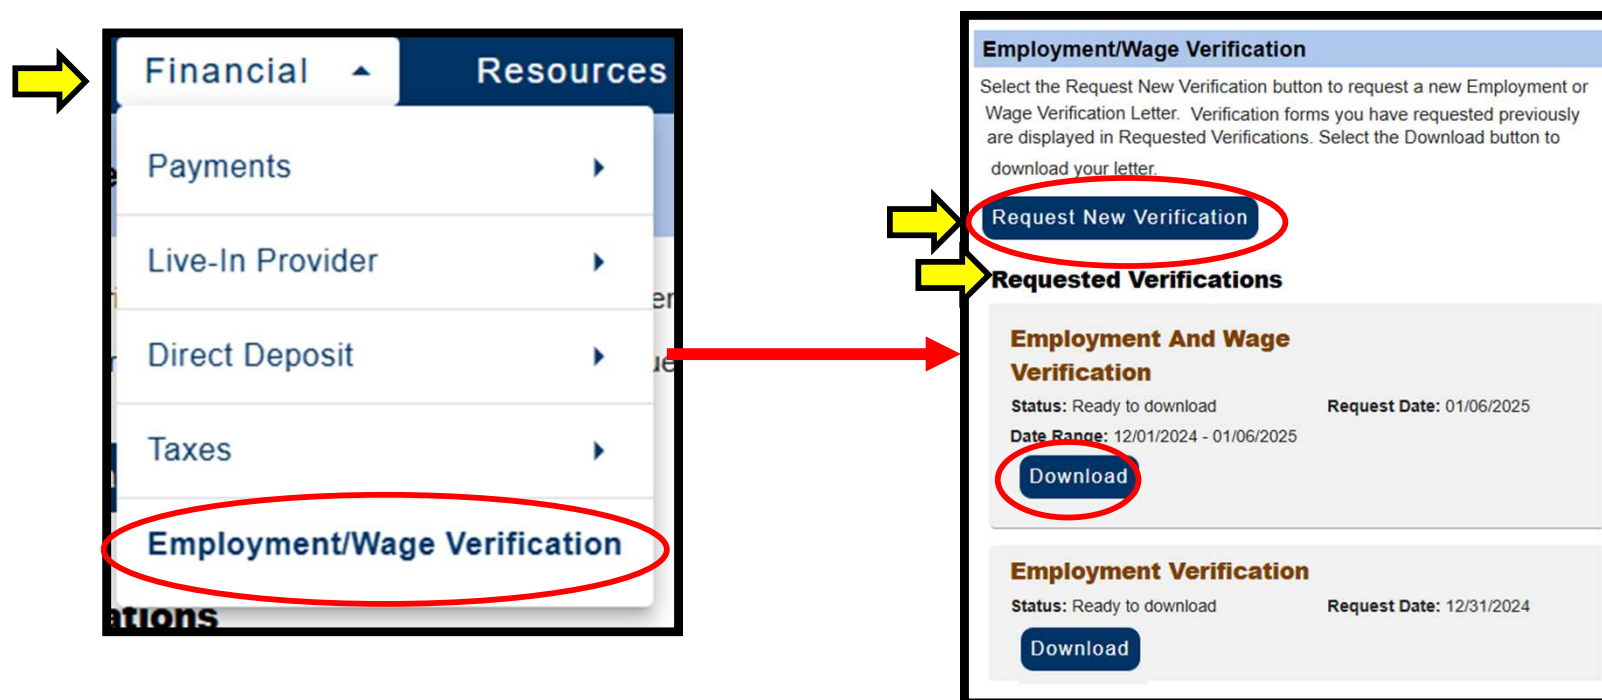 Financial
Resources
Payments
Live-In Provider
Direct Deposit
Taxes
Employment/Wage Verification
ations
Employment/Wage Verification
Select the Request New Verification button to request a new Employment or
Wage Verification Letter. Verification forms you have requested previously
are displayed in Requested Verifications. Select the Download button to
download your letter.
Request New Verification
Requested Verifications
Employment And Wage
Verification
Status: Ready to download Request Date: 01/06/2025
Date Range: 12/01/2024 - 01/06/2025
Download
Employment Verification
Status: Ready to download Request Date: 12/31/2024
Download